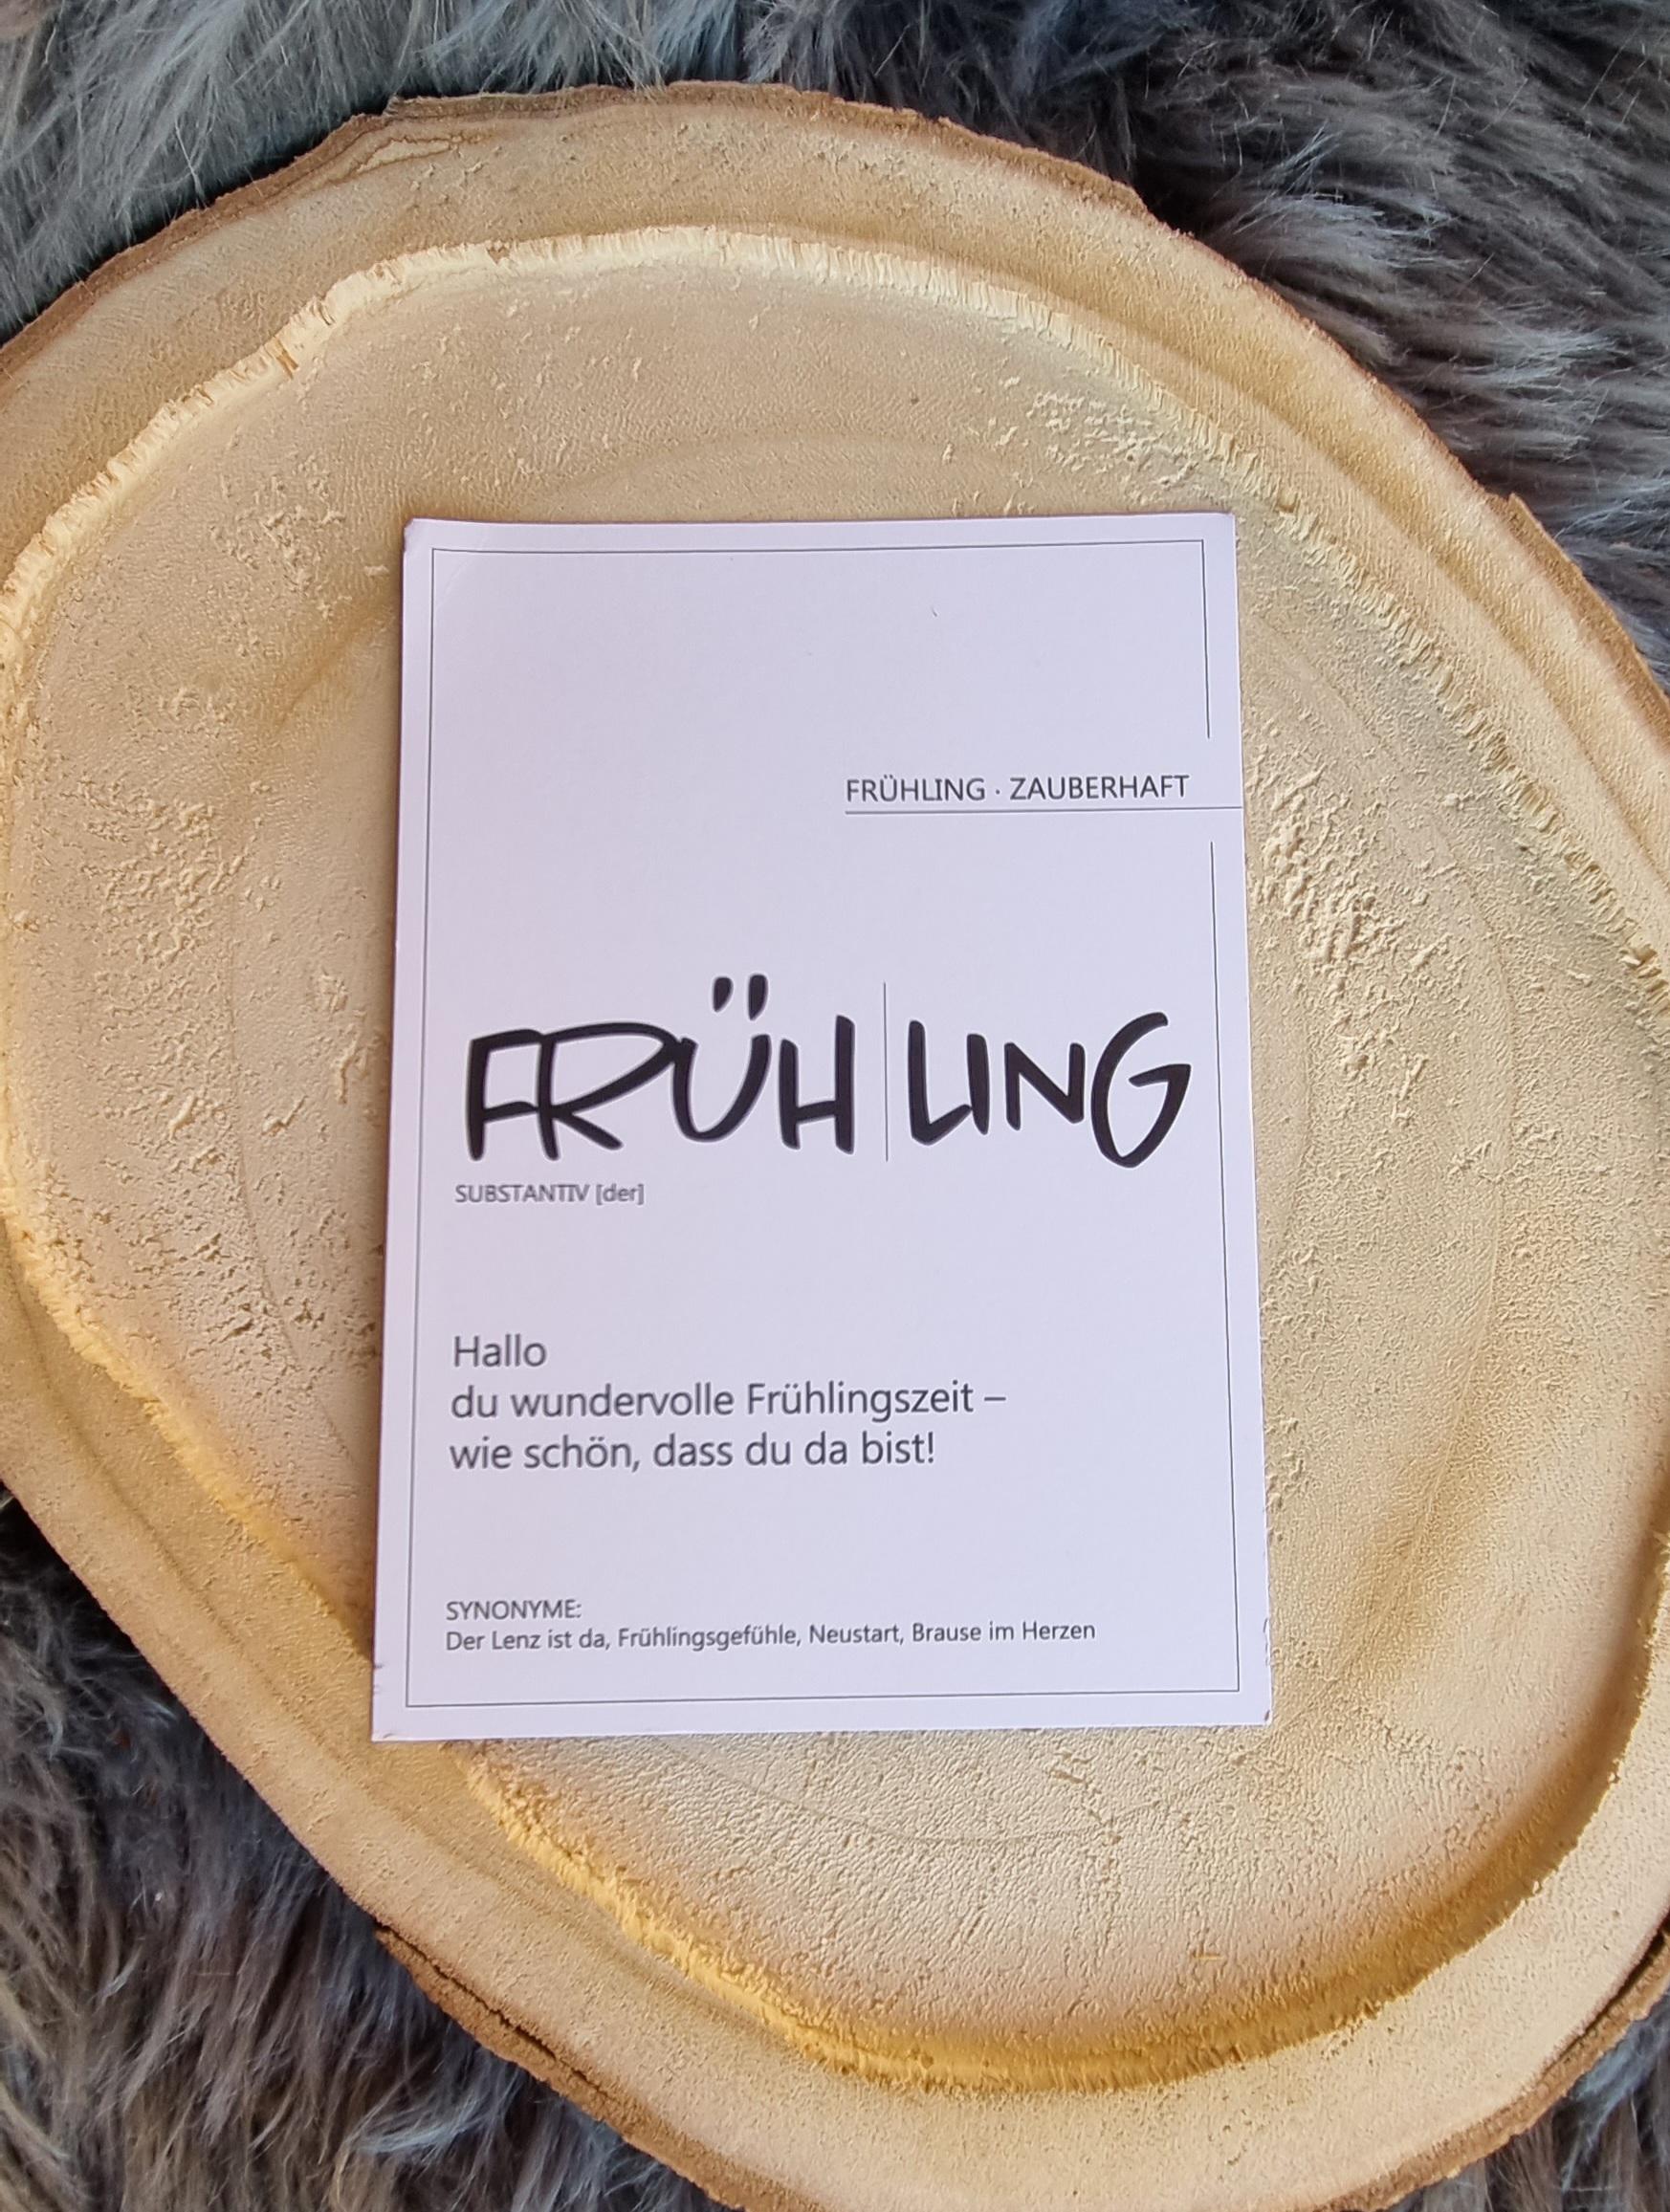 FRÜHLING · ZAUBERHAFT
FRÜH|LING
SUBSTANTIV [der]
Hallo
du wundervolle Frühlingszeit –
wie schön, dass du da bist!
SYNONYME:
Der Lenz ist da, Frühlingsgefühle, Neustart, Brause im Herzen